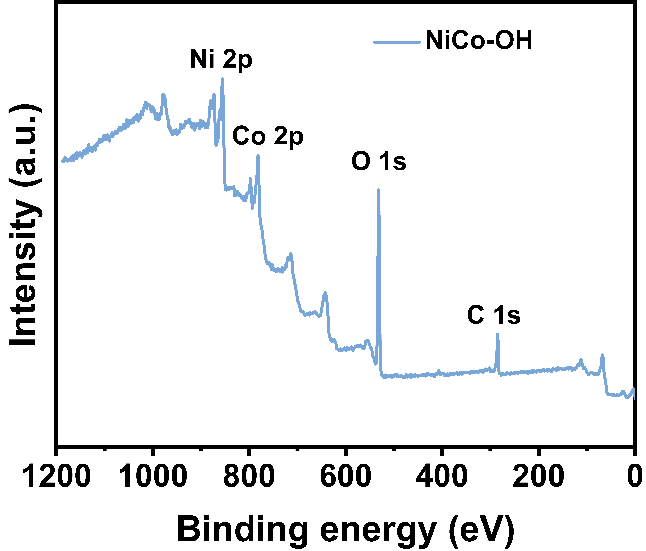 NiCo-OH
Ni 2p
Co 2p
O 1s
C 1s
Intensity (a.u.)
1200 1000 800 600 400 200 0
Binding energy (eV)